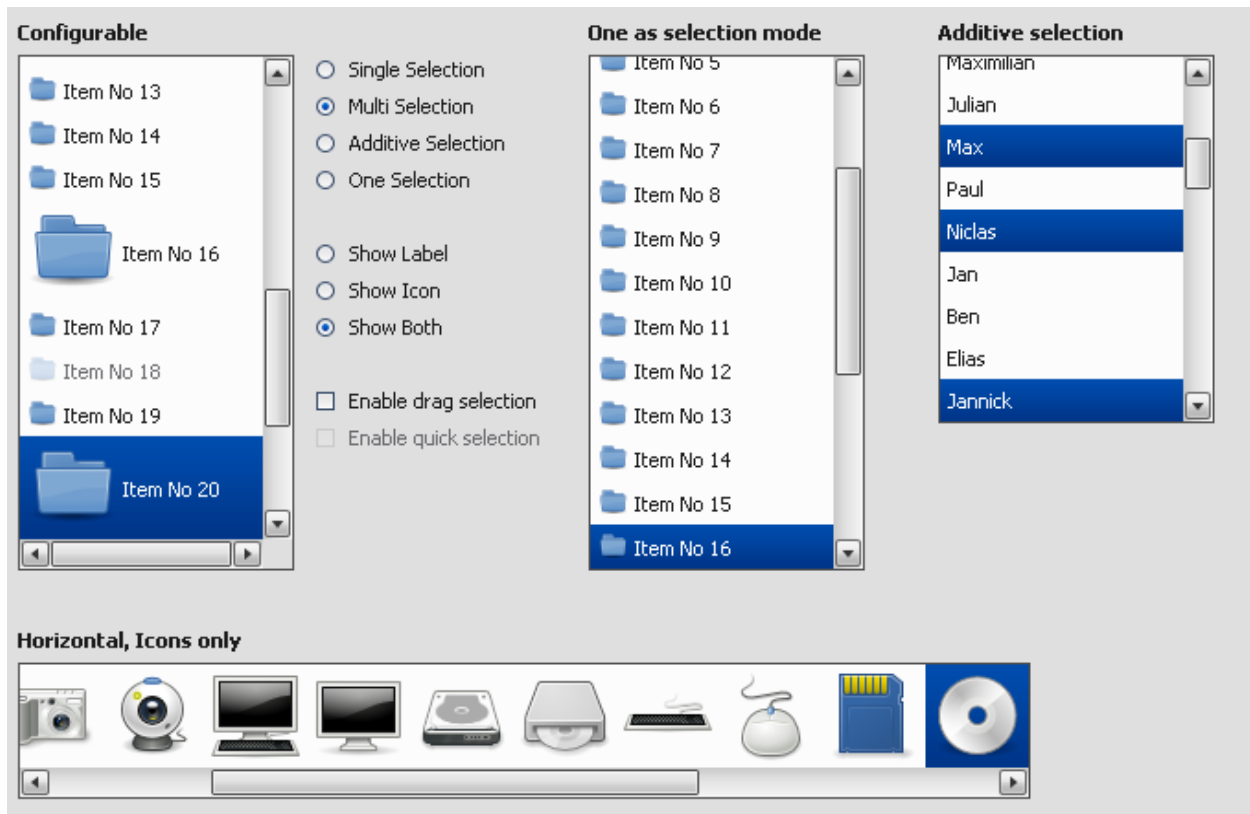 Configurable
Item No 13
Item No 14
Item No 15
Item No 16
Item No 17
Item No 18
Item No 19
Item No 20
Single Selection
Multi Selection
Additive Selection
One Selection
Show Label
Show Icon
Show Both
Enable drag selection
Enable quick selection
One as selection mode
Item No 5
Item No 6
Item No 7
Item No 8
Item No 9
Item No 10
Item No 11
Item No 12
Item No 13
Item No 14
Item No 15
Item No 16
Additive selection
Maximilian
Julian
Max
Paul
Niclas
Jan
Ben
Elias
Jannick
Horizontal, Icons only